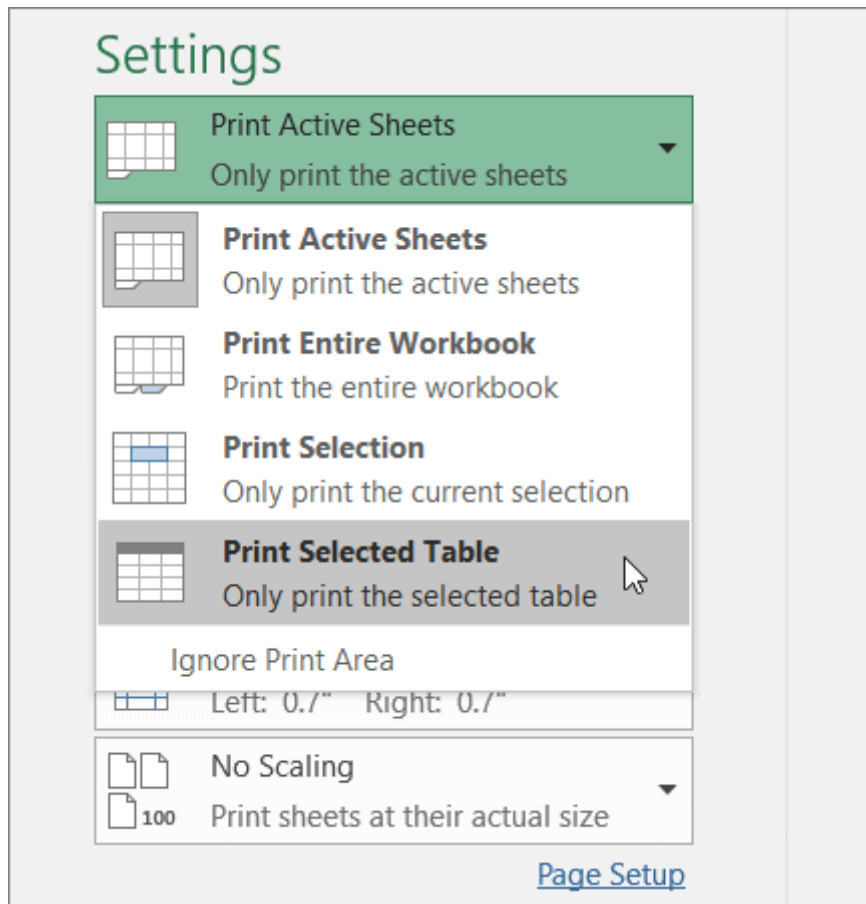 Settings
Print Active Sheets
Only print the active sheets
Print Active Sheets
Only print the active sheets
Print Entire Workbook
Print the entire workbook
Print Selection
Only print the current selection
Print Selected Table
Only print the selected table
Ignore Print Area
Left: 0.7" Right: 0.7"
No Scaling
100 Print sheets at their actual size
Page Setup